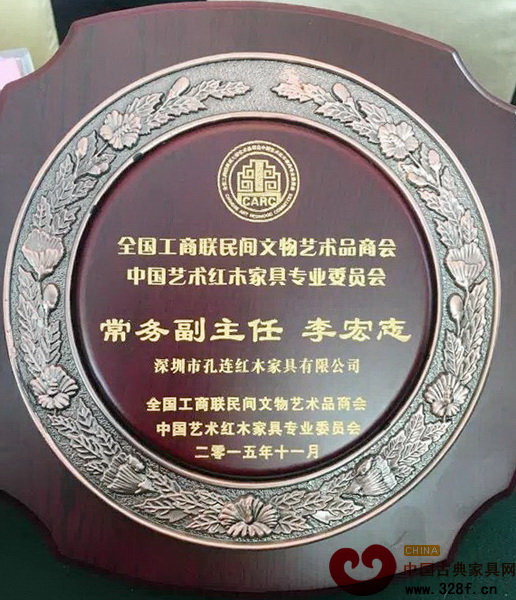 CARC
全国工商联民间文物艺术品商会
中国艺术红木家具专业委员会
常务副主任 李宏志
深圳市孔连红木家具有限公司
全国工商联民间文物艺术品商会
中国艺术红木家具专业委员会
二零一五年十一月
CHINA
中国古典家具网
www.328f.cn